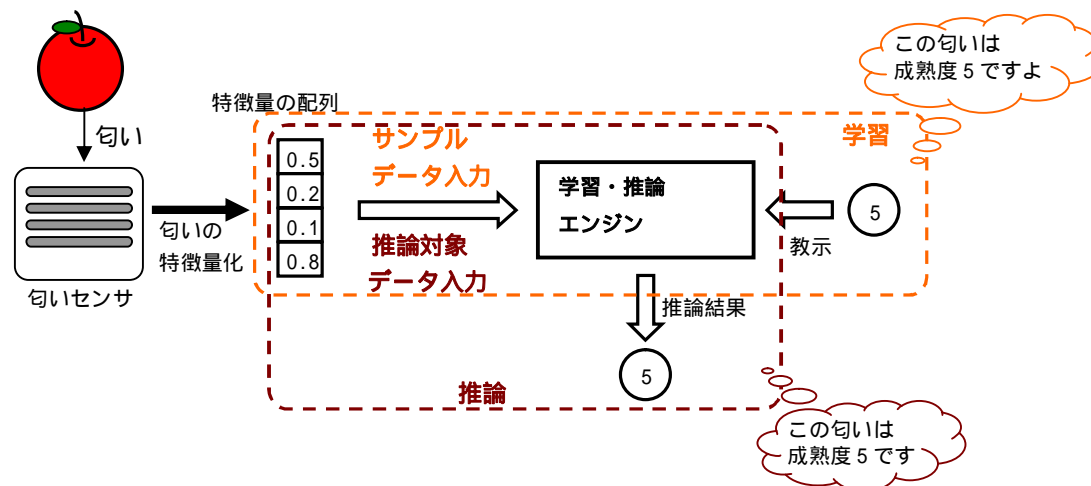 この匂いは
成熟度5ですよ
特徴量の配列
匂い
サンプル
データ入力
学習
0.5
0.2
0.1
0.8
学習・推論
エンジン
5
匂いの
特徴量化
推論対象
データ入力
教示
匂いセンサ
推論結果
5
推論
この匂いは
成熟度5です